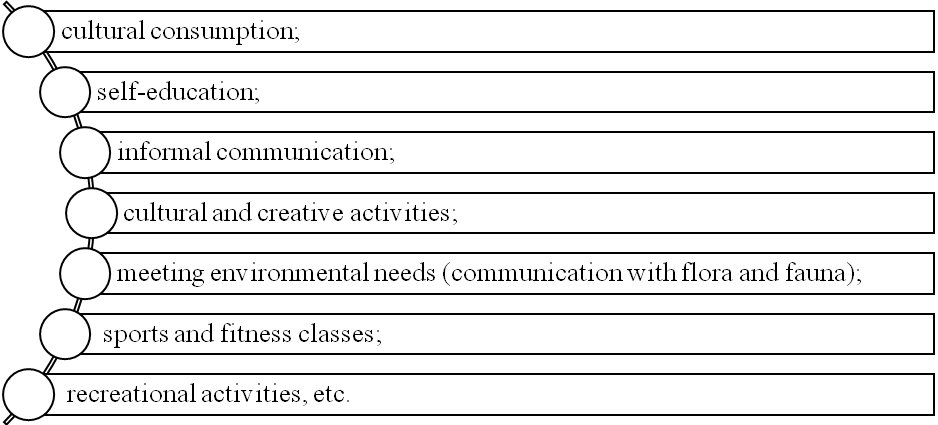 cultural consumption;
self-education;
informal communication;
cultural and creative activities;
meeting environmental needs (communication with flora and fauna);
sports and fitness classes;
recreational activities, etc.